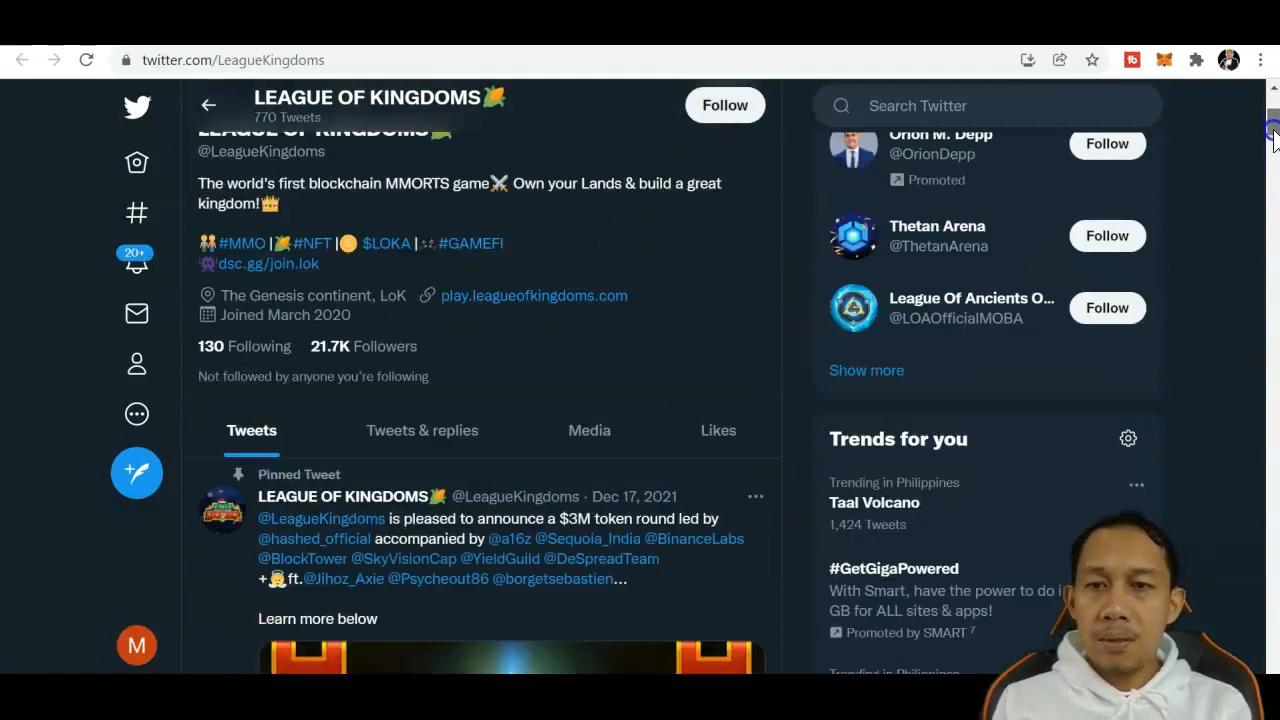 twitter.com/LeagueKingdoms
LEAGUE OF KINGDOMS🌽
770 Tweets
Follow
LEAGUE OF KINGDOMS🌽
@LeagueKingdoms
The world's first blockchain MMORTS game⚔ Own your Lands & build a great
kingdom!👑
👬#MMO |🌽#NFT |🪙 $LOKA |🎮 #GAMEFI
👾dsc.gg/join.lok
The Genesis continent, LoK play.leagueofkingdoms.com
Joined March 2020
130 Following 21.7K Followers
Not followed by anyone you're following
Tweets Tweets & replies Media Likes
Pinned Tweet
LEAGUE OF KINGDOMS🌽 @LeagueKingdoms · Dec 17, 2021
@LeagueKingdoms is pleased to announce a $3M token round led by
@hashed_official accompanied by @a16z @Sequoia_India @BinanceLabs
@BlockTower @SkyVisionCap @YieldGuild @DeSpreadTeam
+👼ft.@Jihoz_Axie @Psycheout86 @borgetsebastien...
Learn more below
20+
M
Search Twitter
Orion M. Depp
@OrionDepp
Promoted
Follow
Thetan Arena
@ThetanArena
Follow
League Of Ancients O...
@LOAOfficialMOBA
Follow
Show more
Trends for you
Trending in Philippines
Taal Volcano
1,424 Tweets
#GetGigaPowered
With Smart, have the power to do
GB for ALL sites & apps!
Promoted by SMART
Trending in Philippines